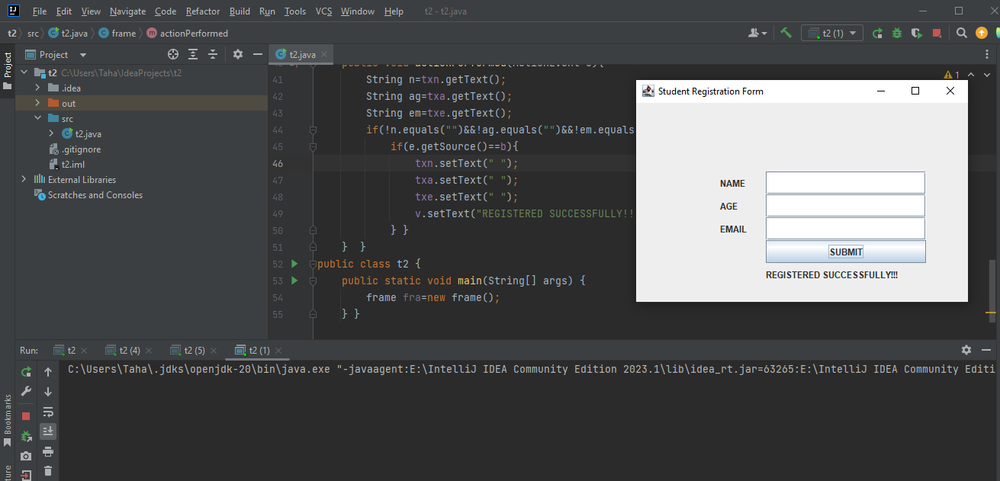 File Edit View Navigate Code Refactor Build Run Tools VCS Window Help t2 - t2.java
t2 src t2.java frame actionPerformed t2 (1)
Project
Project
t2.java
t2 C:\Users\Taha\IdeaProjects\t2
.idea
out
src
t2.java
.gitignore
t2.iml
External Libraries
Scratches and Consoles
1
41 String n=txn.getText();
42 String ag=txa.getText();
43 String em=txe.getText();
44 if(!n.equals("")&&!ag.equals("")&&!em.equals
45 if(e.getSource()==b){
46 txn.setText(" ");
47 txa.setText(" ");
48 txe.setText(" ");
49 v.setText("REGISTERED SUCCESSFULLY!!
50 } }
51 } }
52 public class t2 {
53 public static void main(String[] args) {
54 frame fra=new frame();
55 } }
Student Registration Form
NAME
AGE
EMAIL
SUBMIT
REGISTERED SUCCESSFULLY!!!
Run: t2 t2 (4) t2 (5) t2 (1)
C:\Users\Taha\.jdks\openjdk-20\bin\java.exe "-javaagent:E:\IntelliJ IDEA Community Edition 2023.1\lib\idea_rt.jar=63265:E:\IntelliJ IDEA Community Editi
Bookmarks